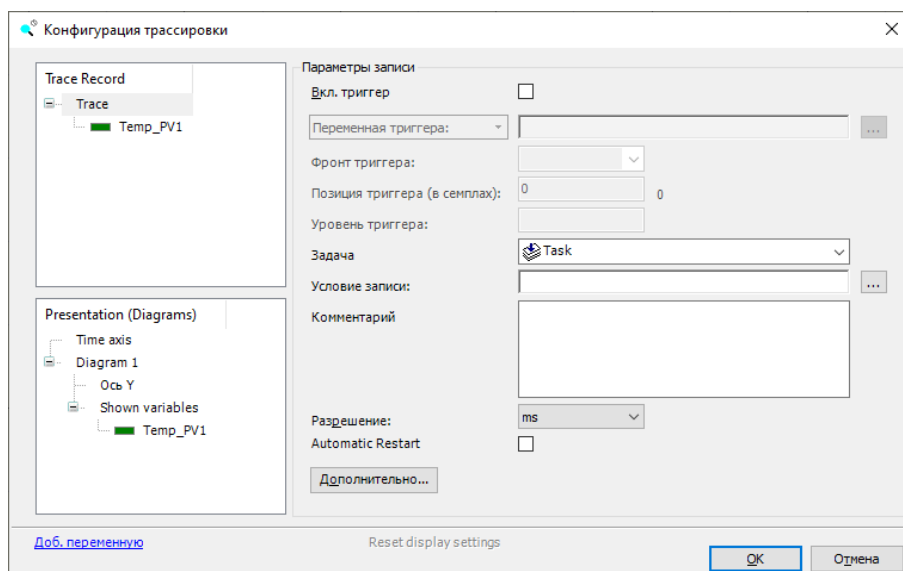 Конфигурация трассировки
Trace Record
Trace
Temp_PV1
Presentation (Diagrams)
Time axis
Diagram 1
Ось Y
Shown variables
Temp_PV1
Параметры записи
Вкл. триггер
Переменная триггера:
...
Фронт триггера:
Позиция триггера (в семплах):
0
0
Уровень триггера:
Задача
Task
Условие записи:
...
Комментарий
Разрешение:
ms
Automatic Restart
Дополнительно...
Доб. переменную
Reset display settings
OK
Отмена